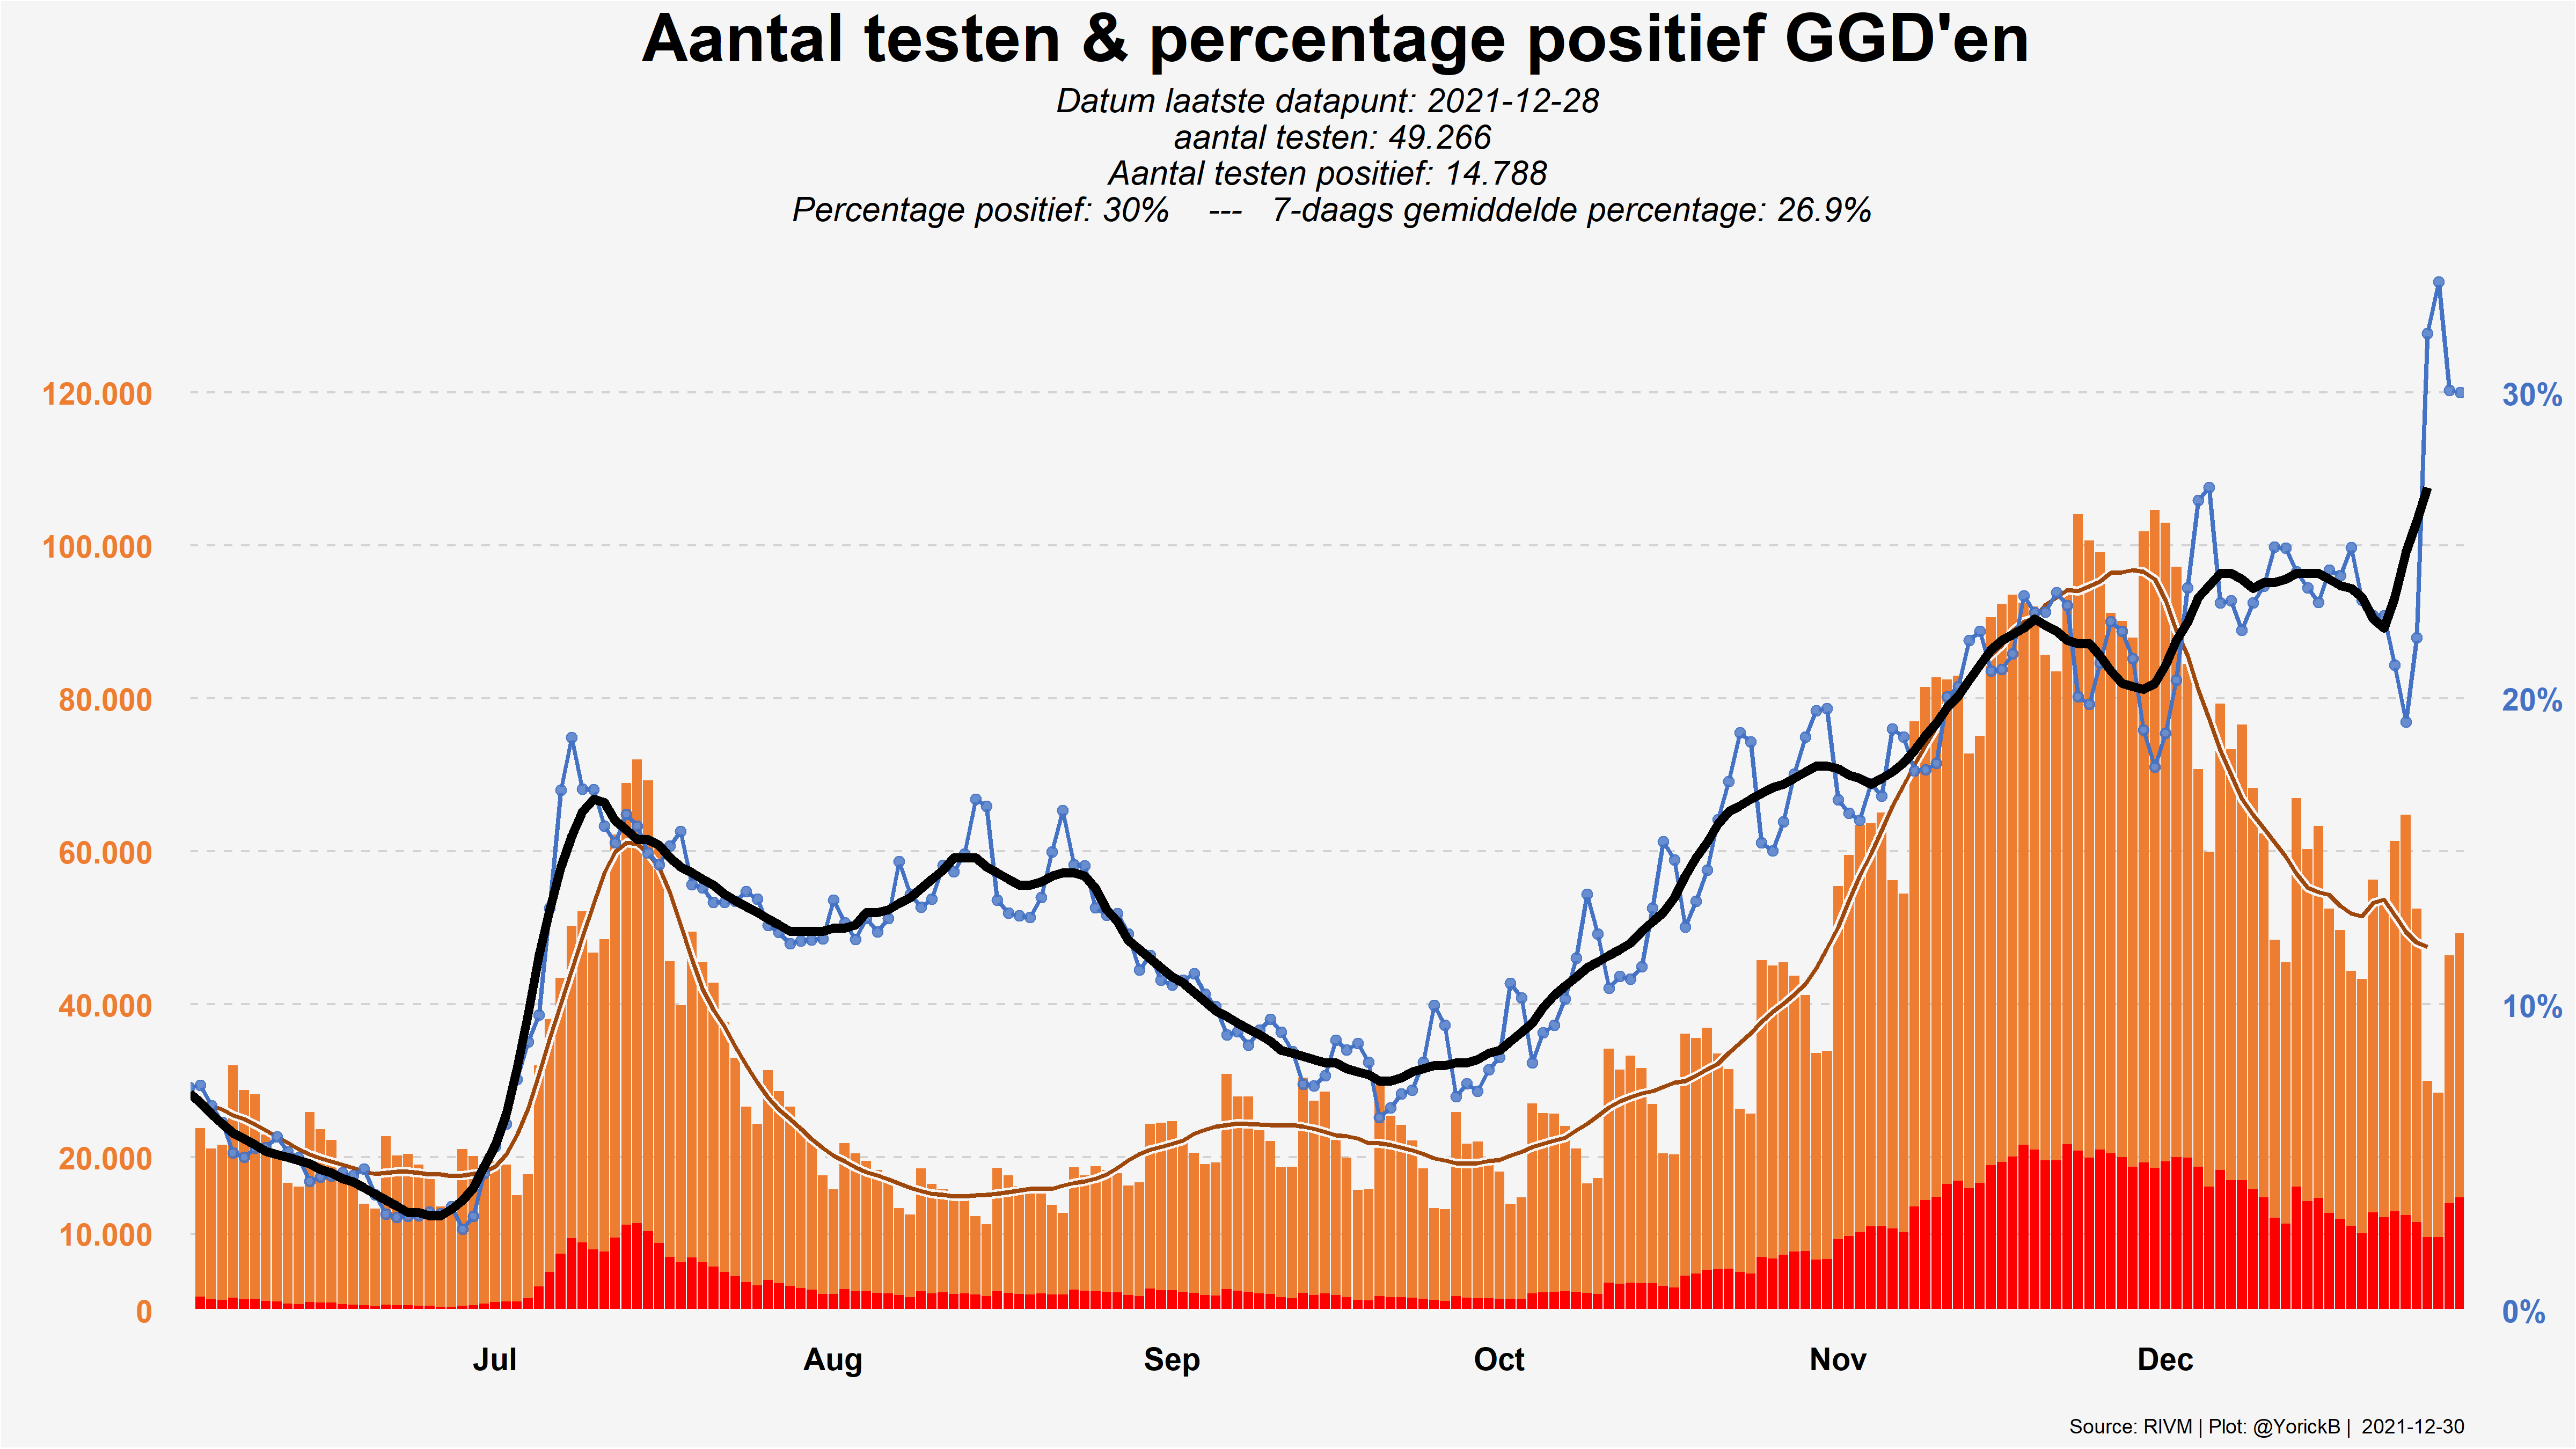 Aantal testen & percentage positief GGD'en
Datum laatste datapunt: 2021-12-28
aantal testen: 49.266
Aantal testen positief: 14.788
Percentage positief: 30% --- 7-daags gemiddelde percentage: 26.9%
120.000
30%
100.000
80.000
20%
60.000
40.000
10%
20.000
10.000
0
0%
Jul Aug Sep Oct Nov Dec
Source: RIVM | Plot: @YorickB | 2021-12-30